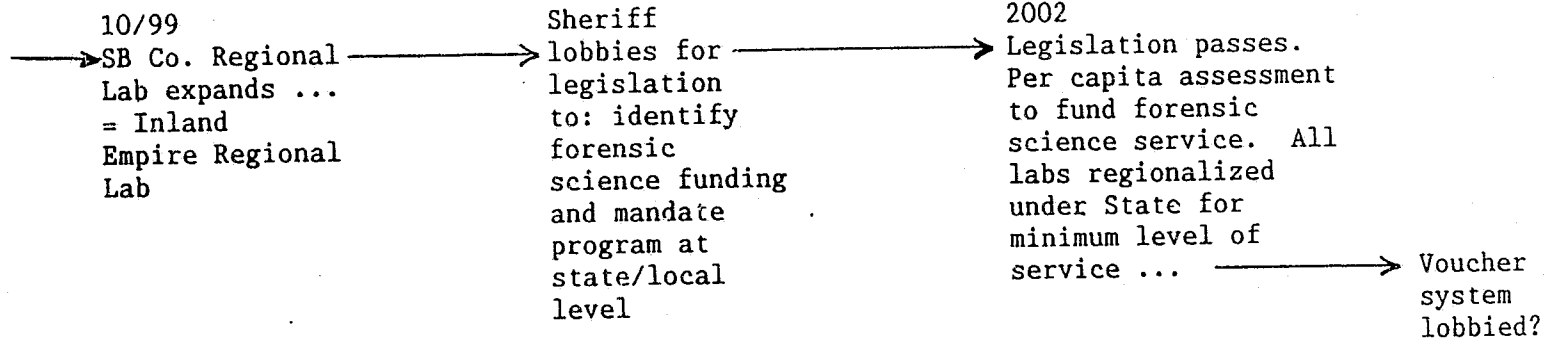 10/99
SB Co. Regional
Lab expands ...
= Inland
Empire Regional
Lab
Sheriff
lobbies for
legislation
to: identify
forensic
science funding
and mandate
program at
state/local
level
2002
Legislation passes.
Per capita assessment
to fund forensic
science service. All
labs regionalized
under State for
minimum level of
service ...
Voucher
system
lobbied?